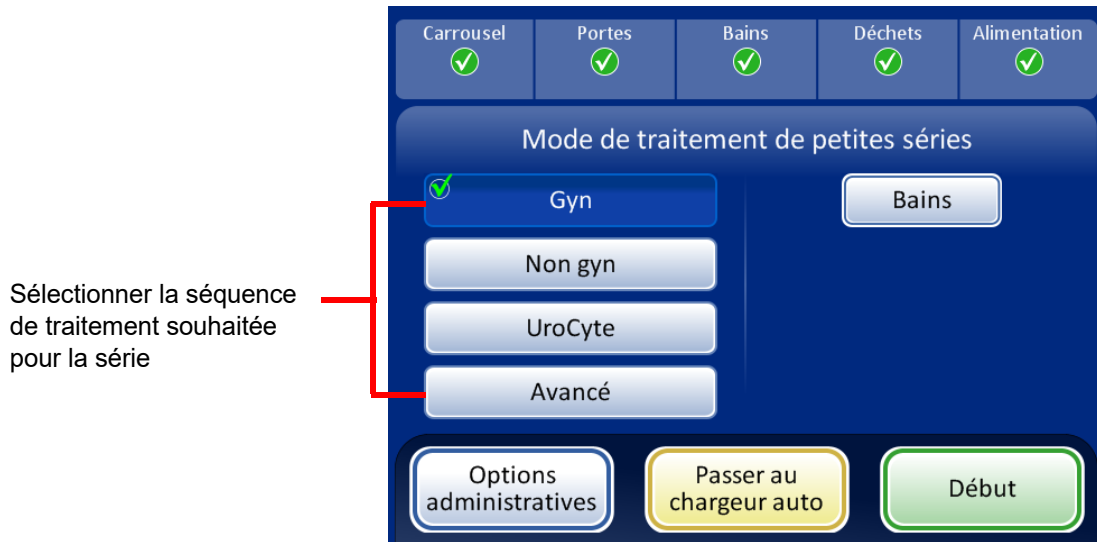 Carrousel
Portes
Bains
Déchets
Alimentation
Mode de traitement de petites séries
Gyn
Bains
Non gyn
UroCyte
Avancé
Sélectionner la séquence
de traitement souhaitée
pour la série
Options
administratives
Passer au
chargeur auto
Début